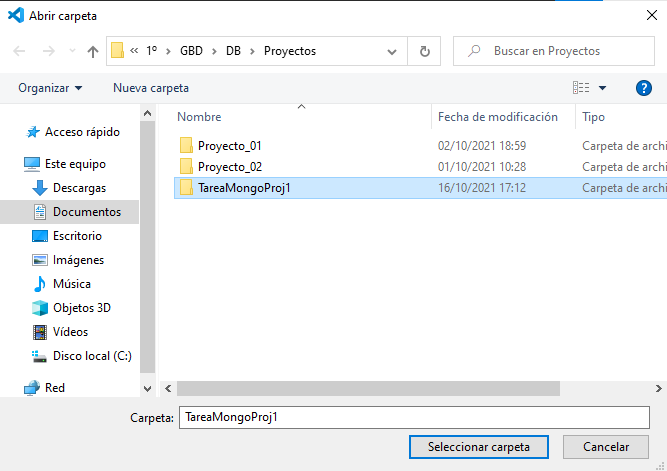 Abrir carpeta
« 1º > GBD > DB > Proyectos
Buscar en Proyectos
Organizar
Nueva carpeta
?
Nombre
Fecha de modificación
Tipo
Acceso rápido
Este equipo
Descargas
Documentos
Escritorio
Imágenes
Música
Objetos 3D
Vídeos
Disco local (C:)
Red
Proyecto_01 02/10/2021 18:59 Carpeta de archi
Proyecto_02 01/10/2021 10:28 Carpeta de archi
TareaMongoProj1 16/10/2021 17:12 Carpeta de archi
Carpeta: TareaMongoProj1
Seleccionar carpeta
Cancelar